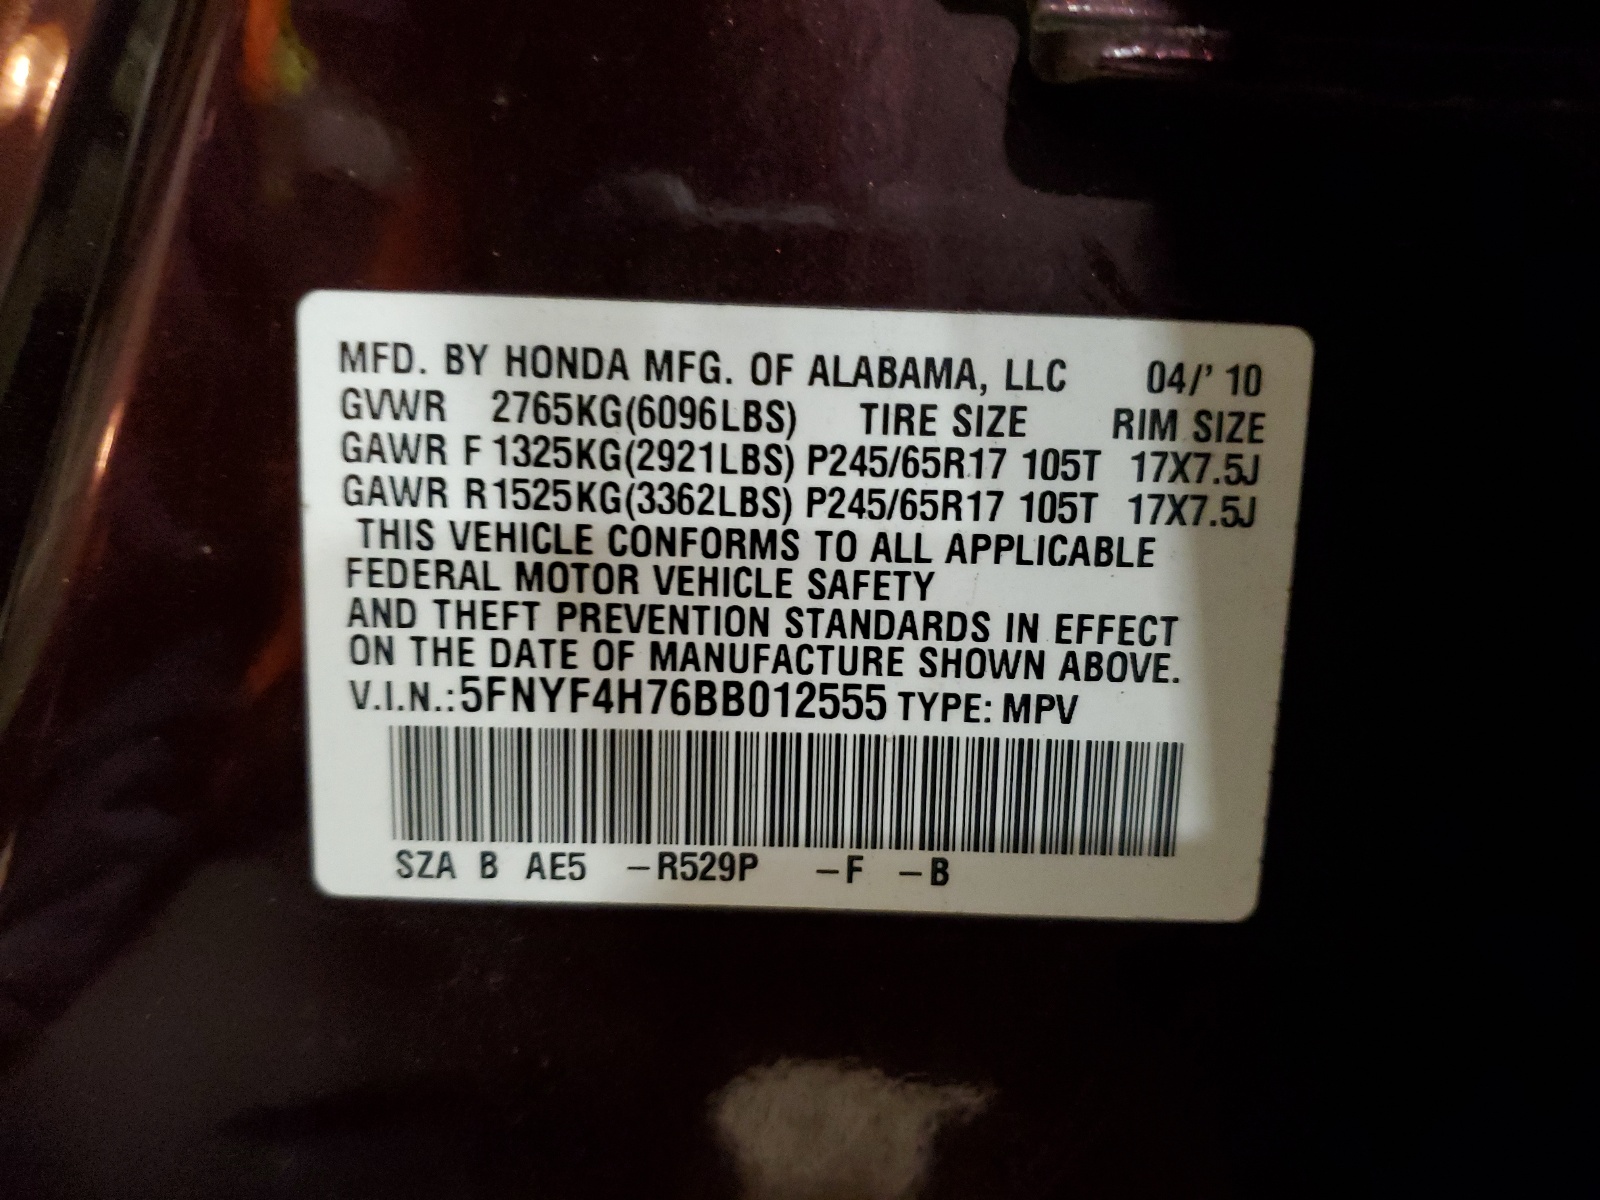 MFD. BY HONDA MFG. OF ALABAMA, LLC 04/' 10
GVWR 2765KG(6096LBS) TIRE SIZE RIM SIZE
GAWR F 1325KG(2921LBS) P245/65R17 105T 17X7.5J
GAWR R 1525KG(3362LBS) P245/65R17 105T 17X7.5J
THIS VEHICLE CONFORMS TO ALL APPLICABLE
FEDERAL MOTOR VEHICLE SAFETY
AND THEFT PREVENTION STANDARDS IN EFFECT
ON THE DATE OF MANUFACTURE SHOWN ABOVE.
V.I.N.: 5FNYF4H76BB012555 TYPE: MPV
SZA B AE5 –R529P –F –B